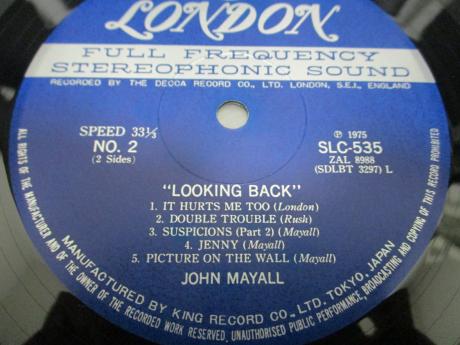 LONDON
FULL FREQUENCY
STEREOPHONIC SOUND
RECORDED BY THE DECCA RECORD CO., LTD. LONDON, S.E.I., ENGLAND
SPEED 33⅓
NO. 2
(2 Sides)
℗ 1975
SLC-535
ZAL 8988
(SDLBT 3297) L
"LOOKING BACK"
1. IT HURTS ME TOO (London)
2. DOUBLE TROUBLE (Rush)
3. SUSPICIONS (Part 2) (Mayall)
4. JENNY (Mayall)
5. PICTURE ON THE WALL (Mayall)
JOHN MAYALL
MANUFACTURED BY KING RECORD CO., LTD. TOKYO, JAPAN
ALL RIGHTS OF THE MANUFACTURER AND OF THE OWNER OF THE RECORDED WORK RESERVED, UNAUTHORISED PUBLIC PERFORMANCE, BROADCASTING AND COPYING OF THIS RECORD PROHIBITED